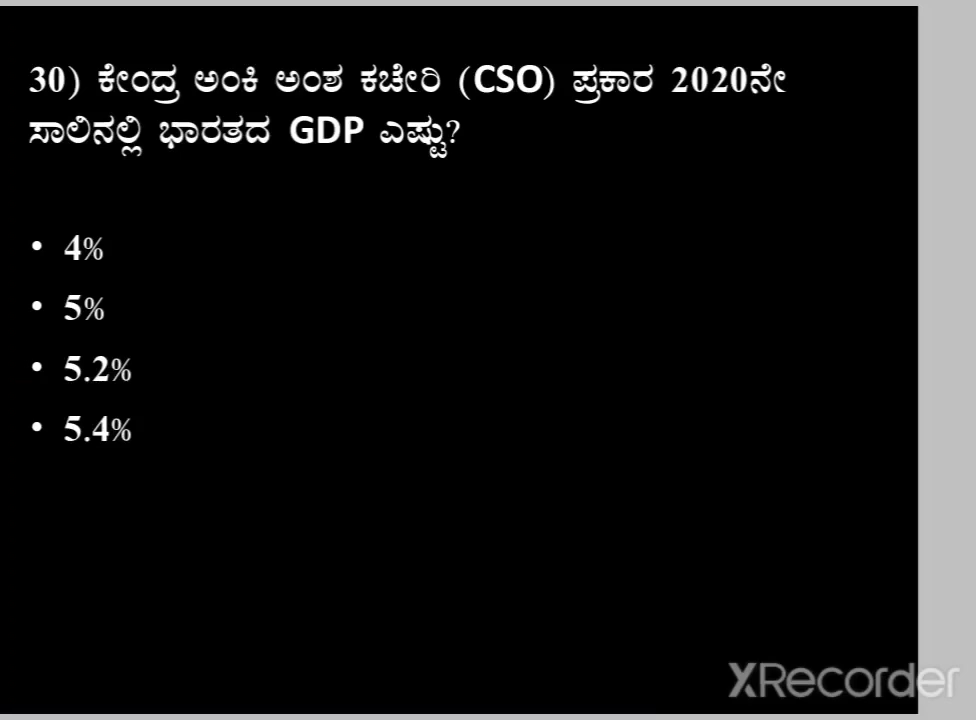 30) ಕೇಂದ್ರ ಅಂಕಿ ಅಂಶ ಕಚೇರಿ (CSO) ಪ್ರಕಾರ 2020ನೇ
ಸಾಲಿನಲ್ಲಿ ಭಾರತದ GDP ಎಷ್ಟು?
• 4%
• 5%
• 5.2%
• 5.4%
XRecorder